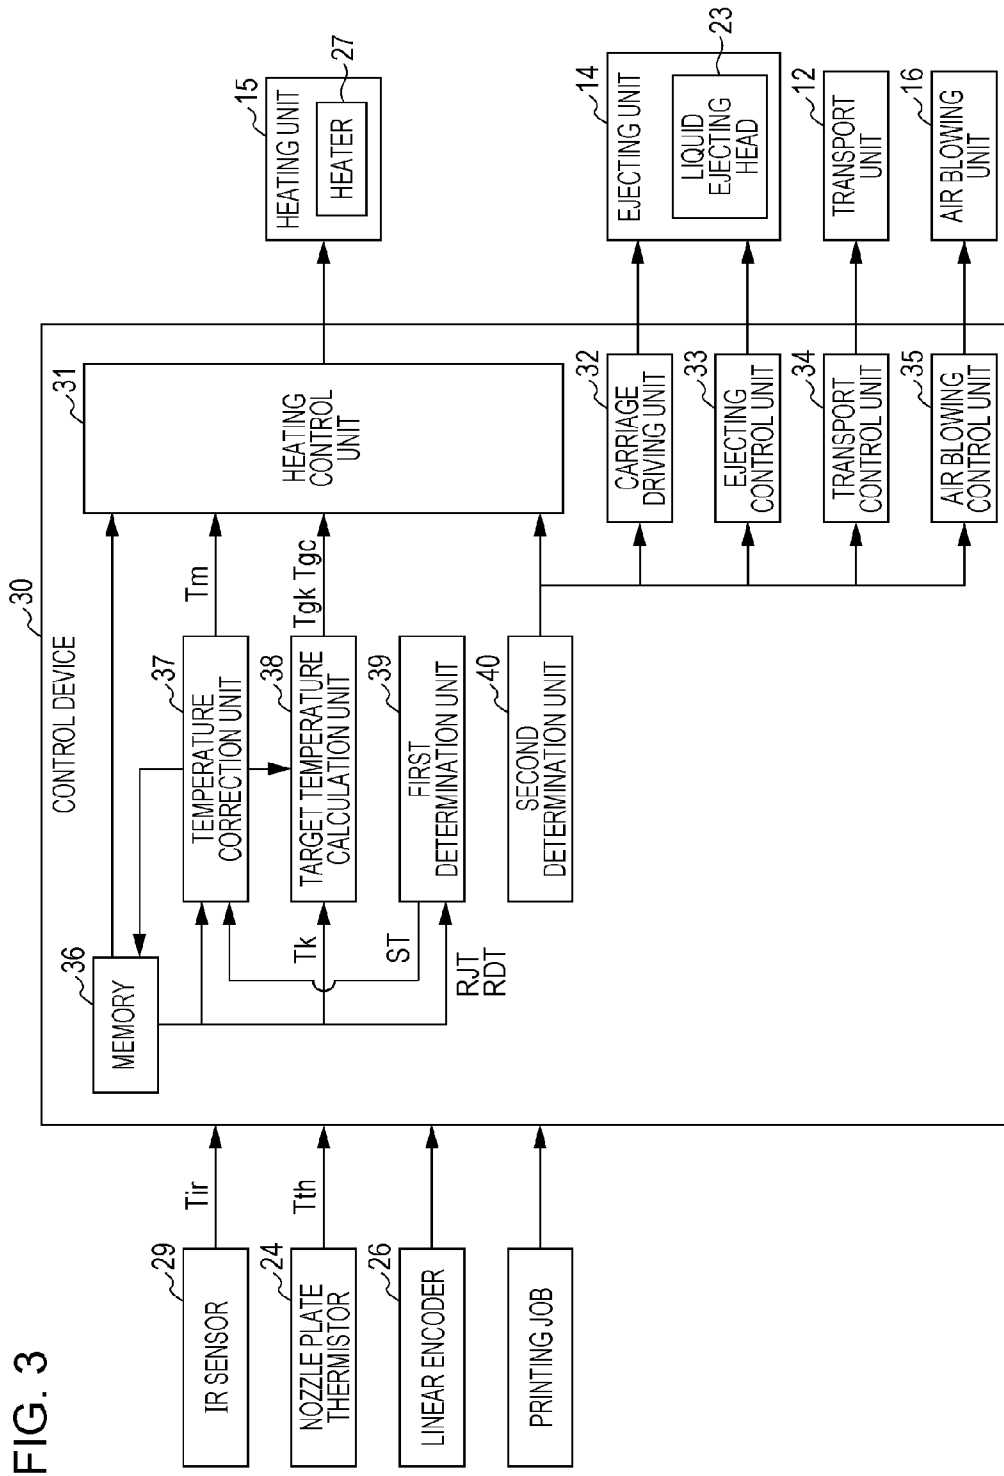 FIG. 3
IR SENSOR
29
Tir
NOZZLE PLATE
THERMISTOR
24
Tth
LINEAR ENCODER
26
PRINTING JOB
CONTROL DEVICE
30
MEMORY
36
TEMPERATURE
CORRECTION UNIT
37
Tm
Tk
TARGET TEMPERATURE
CALCULATION UNIT
38
Tgk Tgc
ST
RJT
RDT
FIRST
DETERMINATION UNIT
39
SECOND
DETERMINATION UNIT
40
HEATING
CONTROL
UNIT
31
CARRIAGE
DRIVING UNIT
32
EJECTING
CONTROL UNIT
33
TRANSPORT
CONTROL UNIT
34
AIR BLOWING
CONTROL UNIT
35
HEATING UNIT
15
HEATER
27
EJECTING UNIT
14
LIQUID
EJECTING
HEAD
23
TRANSPORT
UNIT
12
AIR BLOWING
UNIT
16